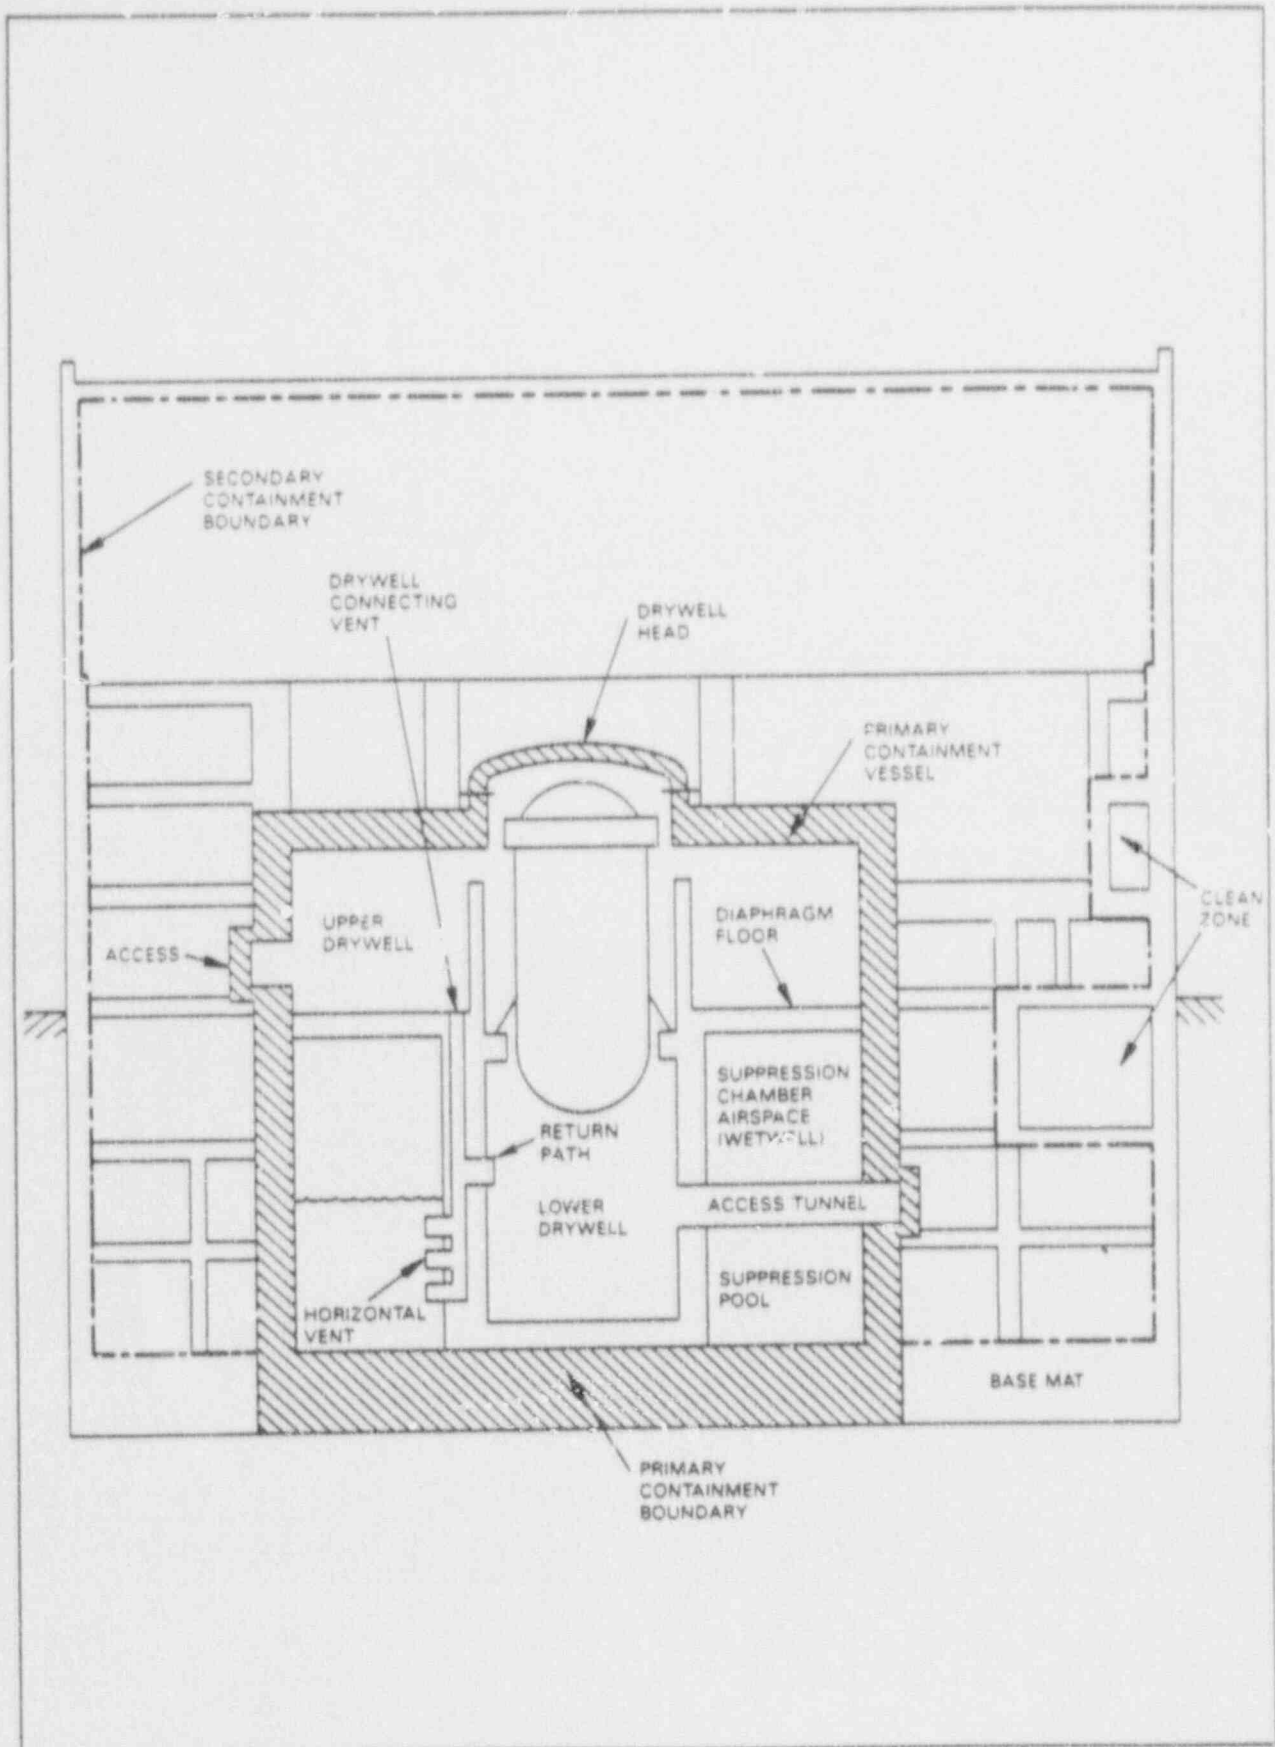 SECONDARY
CONTAINMENT
BOUNDARY
DRYWELL
CONNECTING
VENT
DRYWELL
HEAD
PRIMARY
CONTAINMENT
VESSEL
CLEAN
ZONE
UPPER
DRYWELL
DIAPHRAGM
FLOOR
ACCESS
SUPPRESSION
CHAMBER
AIRSPACE
(WETWELL)
RETURN
PATH
LOWER
DRYWELL
ACCESS TUNNEL
SUPPRESSION
POOL
HORIZONTAL
VENT
BASE MAT
PRIMARY
CONTAINMENT
BOUNDARY